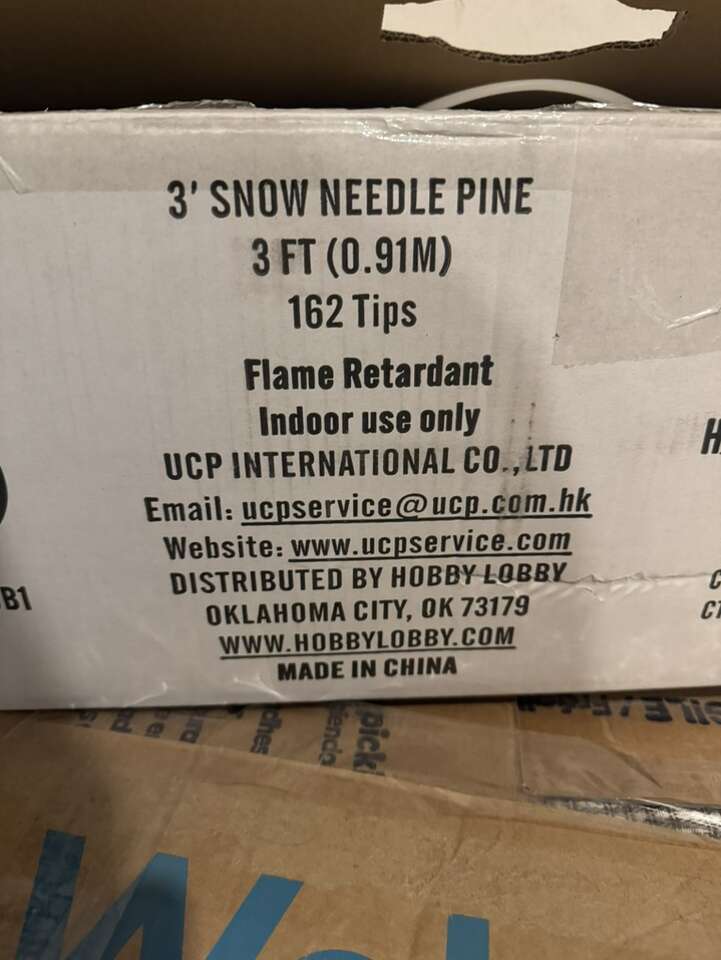 3' SNOW NEEDLE PINE
3 FT (0.91M)
162 Tips
Flame Retardant
Indoor use only
UCP INTERNATIONAL CO.,LTD
Email: ucpservice@ucp.com.hk
Website: www.ucpservice.com
DISTRIBUTED BY HOBBY LOBBY
OKLAHOMA CITY, OK 73179
WWW.HOBBYLOBBY.COM
MADE IN CHINA
B1